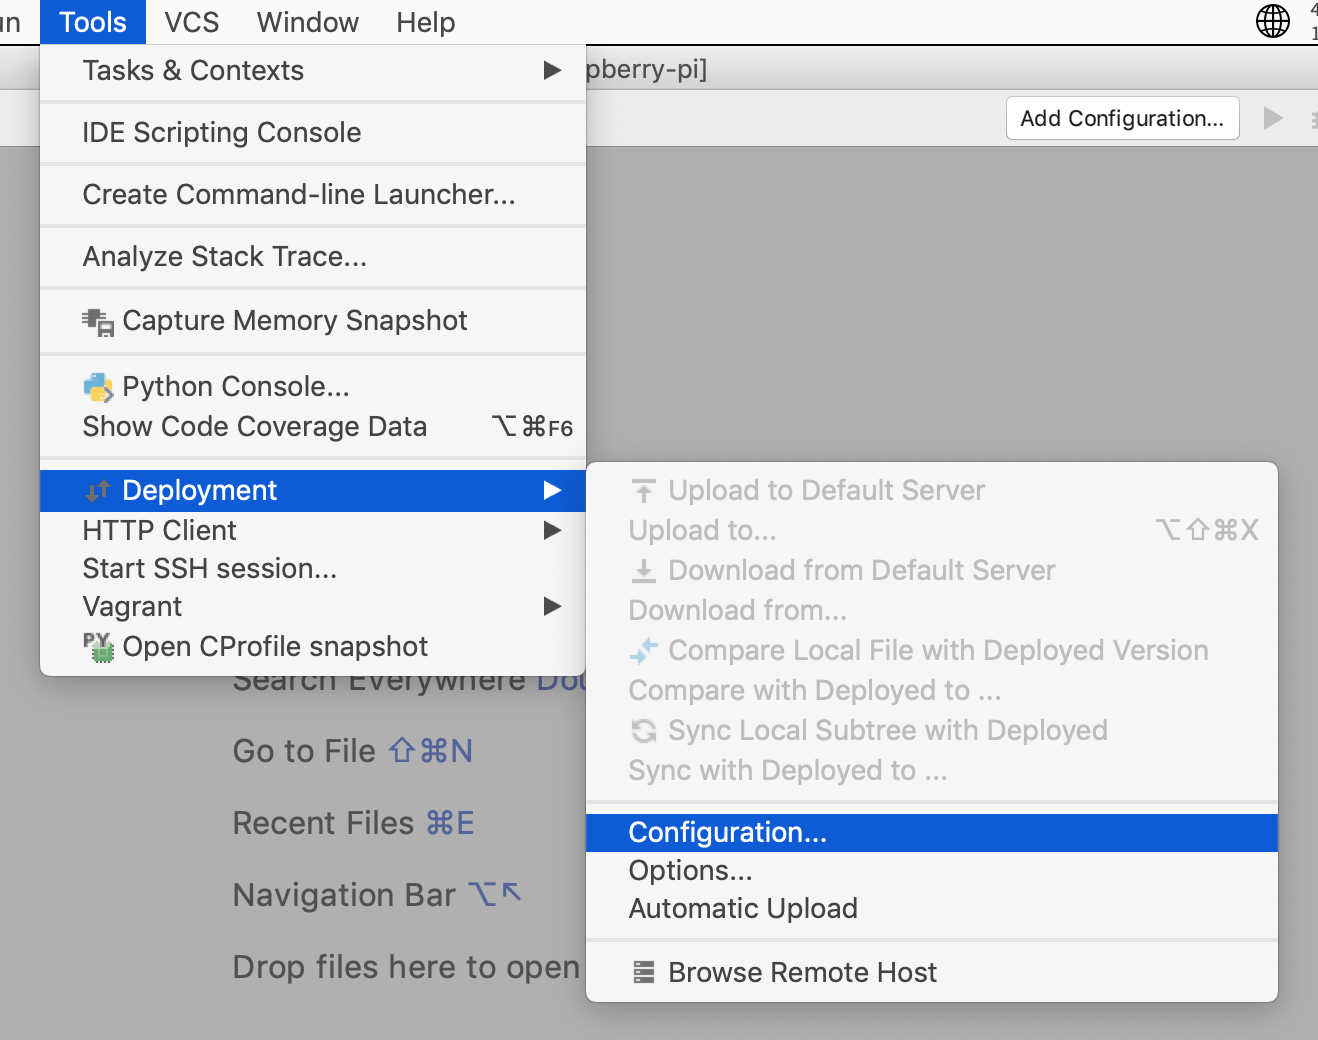 Tools VCS Window Help
Tasks & Contexts
pberry-pi]
Add Configuration...
IDE Scripting Console
Create Command-line Launcher...
Analyze Stack Trace...
Capture Memory Snapshot
Python Console...
Show Code Coverage Data ⌥⌘F6
Deployment
HTTP Client
Start SSH session...
Vagrant
PY Open CProfile snapshot
Upload to Default Server
Upload to... ⌥⇧⌘X
Download from Default Server
Download from...
Compare Local File with Deployed Version
Compare with Deployed to ...
Sync Local Subtree with Deployed
Sync with Deployed to ...
Configuration...
Options...
Automatic Upload
Browse Remote Host
Search Everywhere Dou
Go to File ⇧⌘N
Recent Files ⌘E
Navigation Bar ⌥↖
Drop files here to open